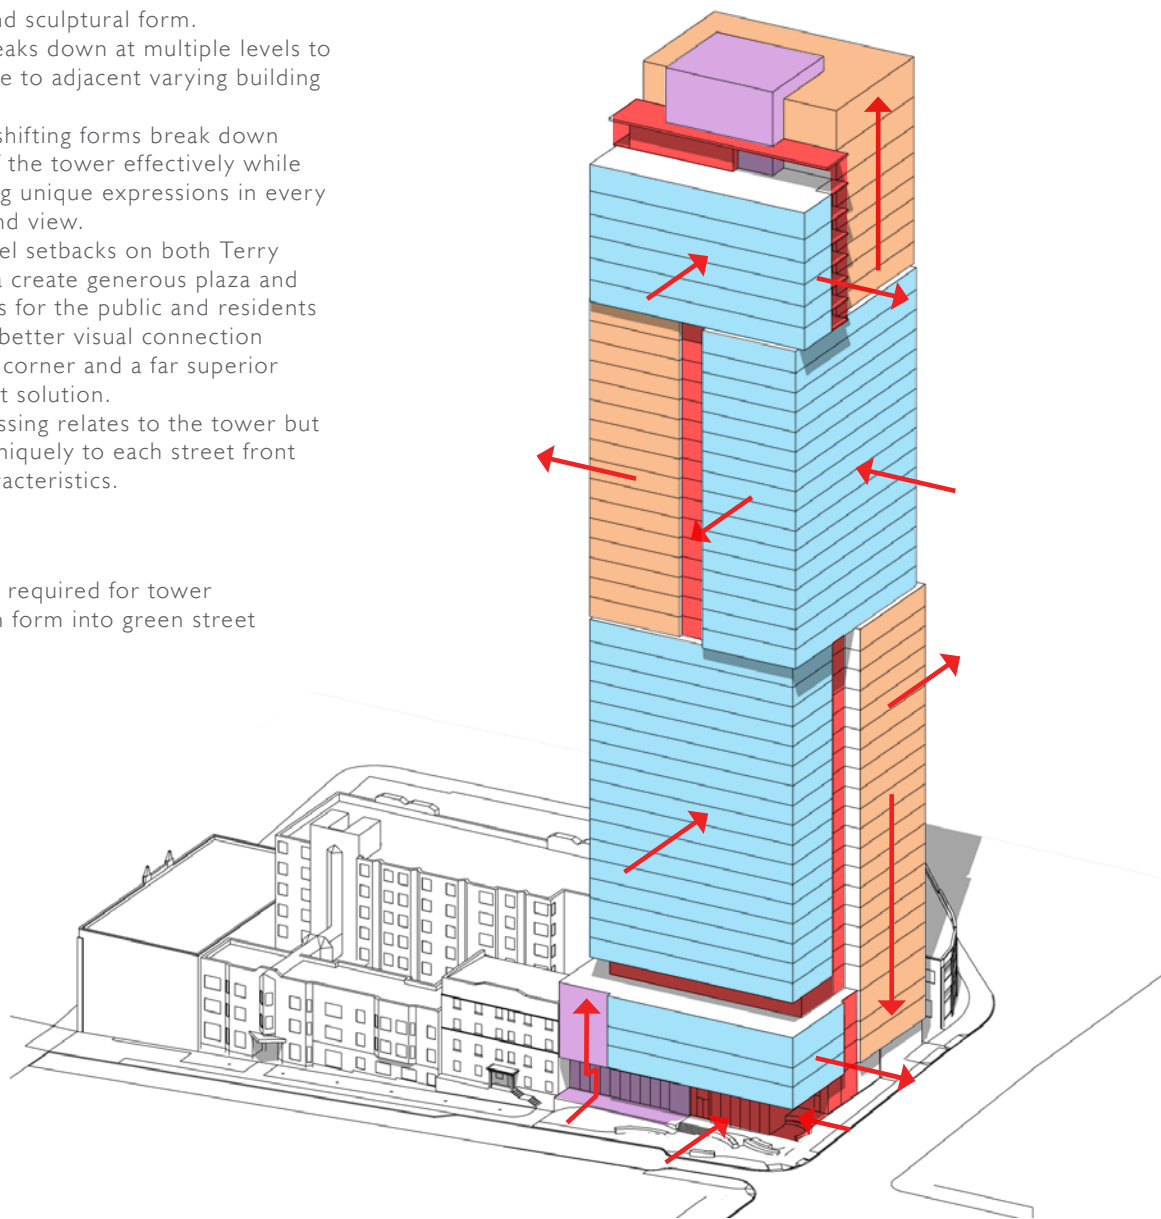 nd sculptural form.
eaks down at multiple levels to
e to adjacent varying building
shifting forms break down
f the tower effectively while
g unique expressions in every
nd view.
el setbacks on both Terry
a create generous plaza and
s for the public and residents
better visual connection
corner and a far superior
t solution.
ssing relates to the tower but
niquely to each street front
racteristics.
required for tower
n form into green street